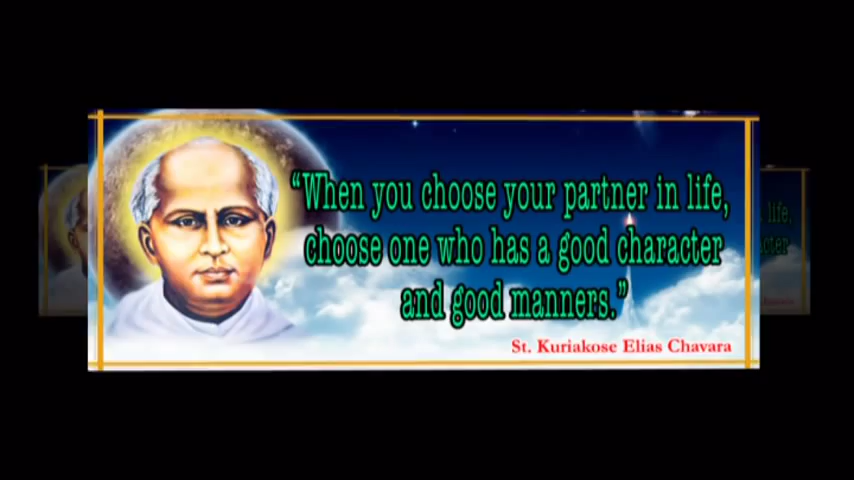 “When you choose your partner in life,
choose one who has a good character
and good manners.”
St. Kuriakose Elias Chavara
life,